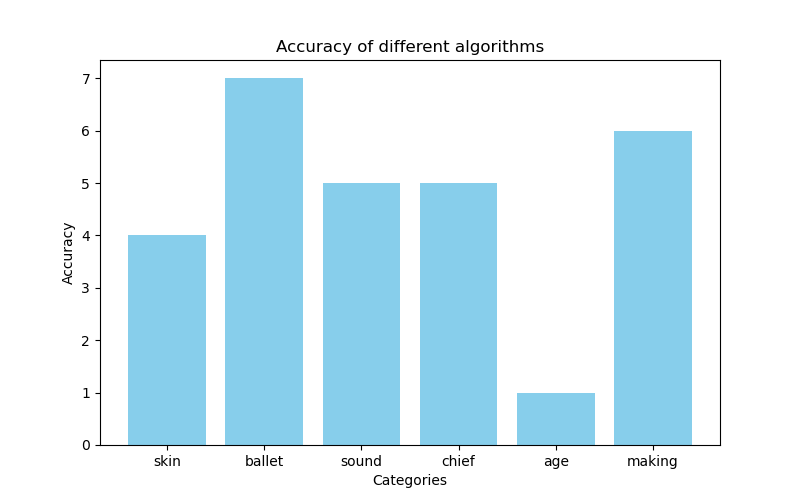 Accuracy of different algorithms
Accuracy
7
6
5
4
3
2
1
0
skin ballet sound chief age making
Categories